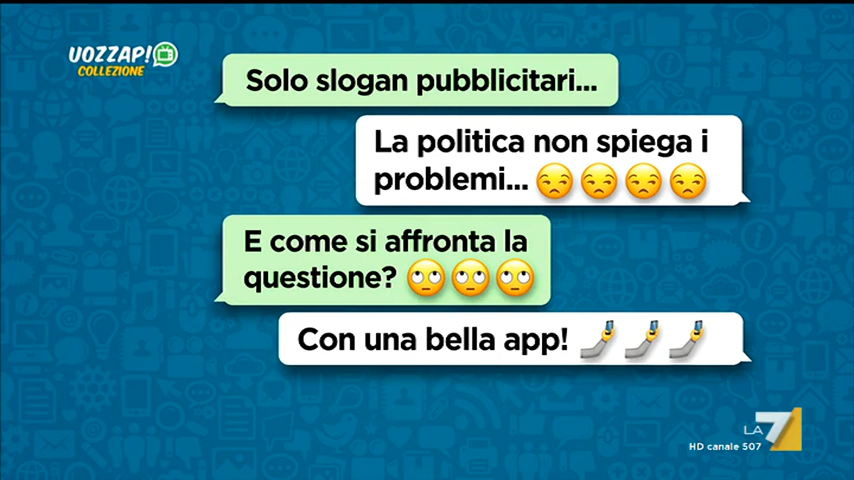 UOZZAP!
COLLEZIONE
Solo slogan pubblicitari...
La politica non spiega i
problemi... 😒😒😒😒
E come si affronta la
questione? 🙄🙄🙄
Con una bella app! 🤳🤳🤳
LA7
HD canale 507